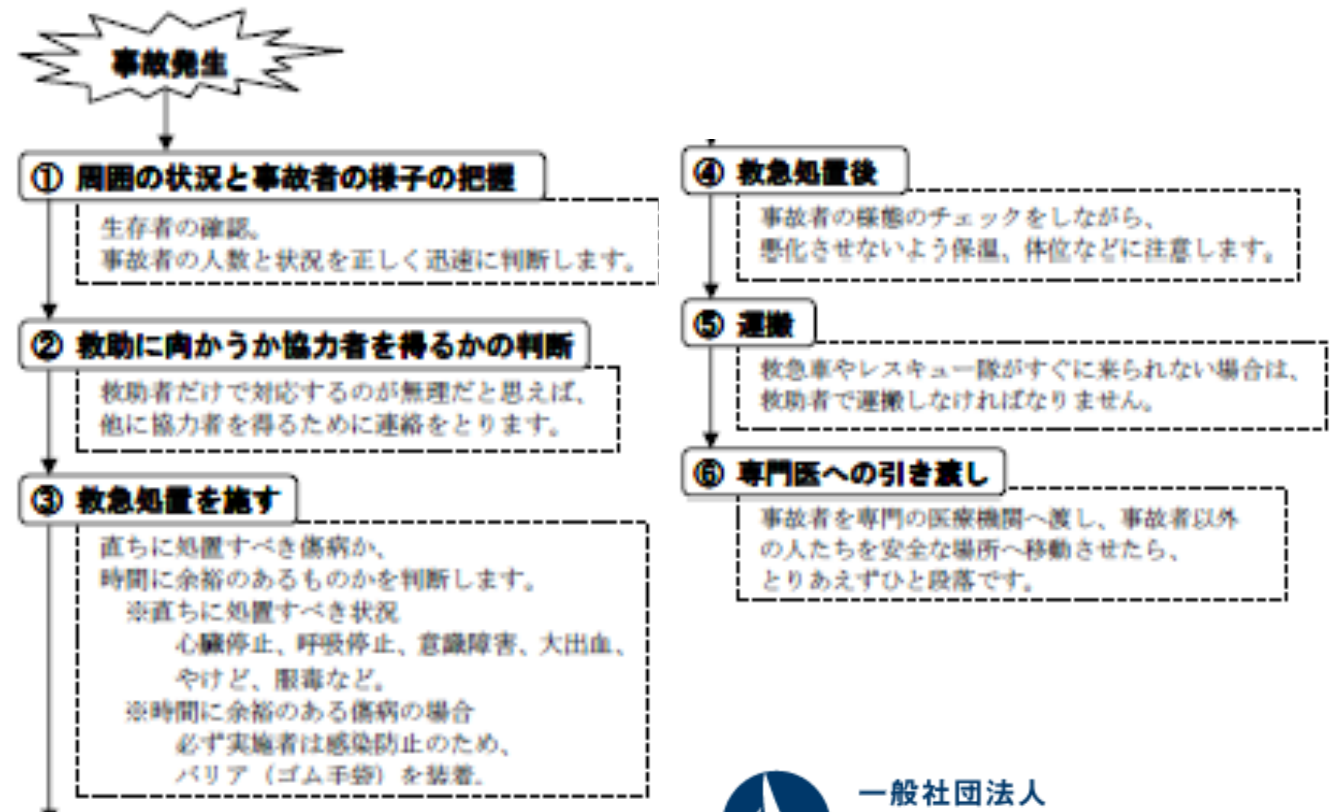 事故発生
① 周囲の状況と事故者の様子の把握
生存者の確認。
事故者の人数と状況を正しく迅速に判断します。
② 救助に向かうか協力者を得るかの判断
救助者だけで対応するのが無理だと思えば、
他に協力者を得るために連絡をとります。
③ 救急処置を施す
直ちに処置すべき傷病か、
時間に余裕のあるものかを判断します。
※直ちに処置すべき状況
心臓停止、呼吸停止、意識障害、大出血、
やけど、服毒など。
※時間に余裕のある傷病の場合
必ず実施者は感染防止のため、
バリア（ゴム手袋）を装着。
④ 救急処置後
事故者の様態のチェックをしながら、
悪化させないよう保温、体位などに注意します。
⑤ 運搬
救急車やレスキュー隊がすぐに来られない場合は、
救助者で運搬しなければなりません。
⑥ 専門医への引き渡し
事故者を専門の医療機関へ渡し、事故者以外
の人たちを安全な場所へ移動させたら、
とりあえずひと段落です。
一般社団法人